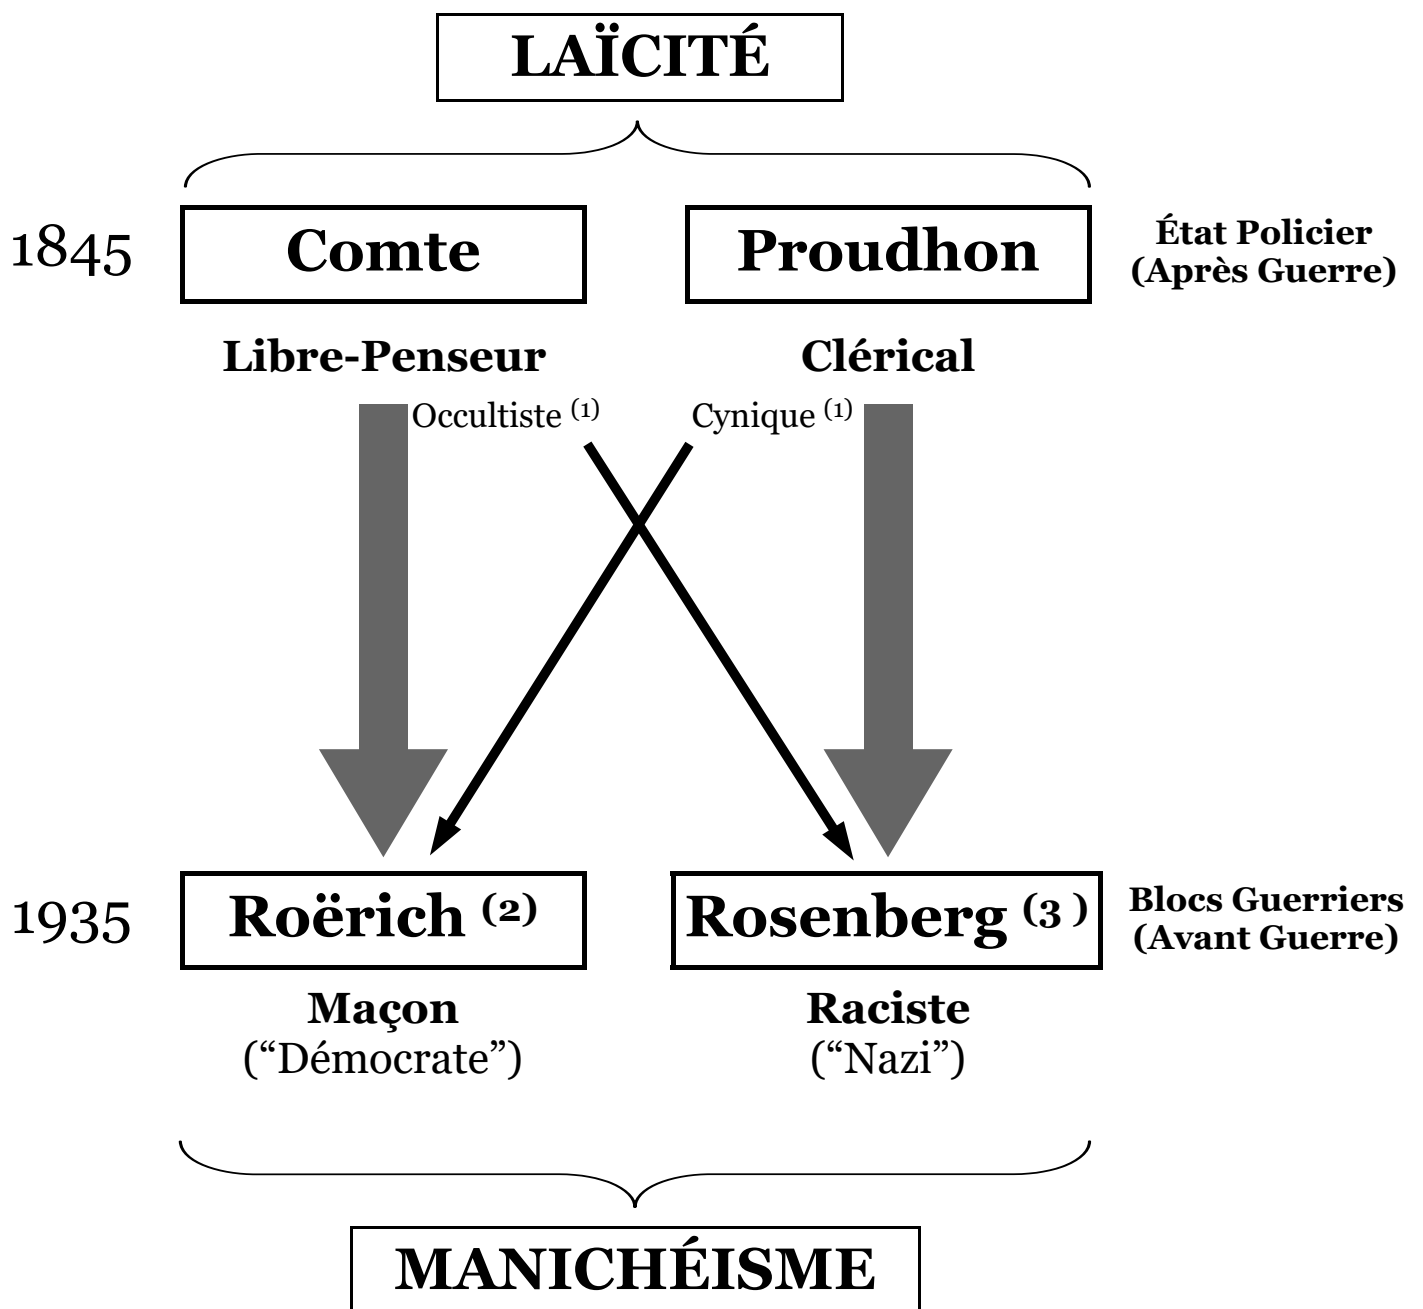 LAÏCITÉ
1845
Comte
Proudhon
État Policier
(Après Guerre)
Libre-Penseur
Clérical
Occultiste (1)
Cynique (1)
1935
Roërich (2)
Rosenberg (3 )
Blocs Guerriers
(Avant Guerre)
Maçon
Raciste
(“Démocrate”)
(“Nazi”)
MANICHÉISME